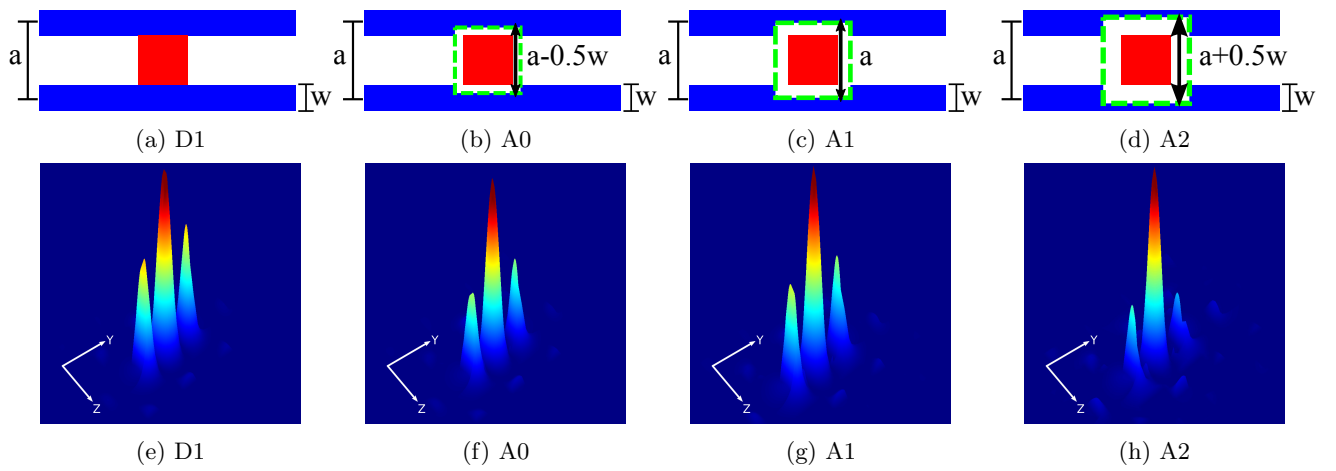 a w
a a-0.5w w
a a w
a a+0.5w w
(a) D1 (b) A0 (c) A1 (d) A2
Y Z
Y Z
Y Z
Y Z
(e) D1 (f) A0 (g) A1 (h) A2